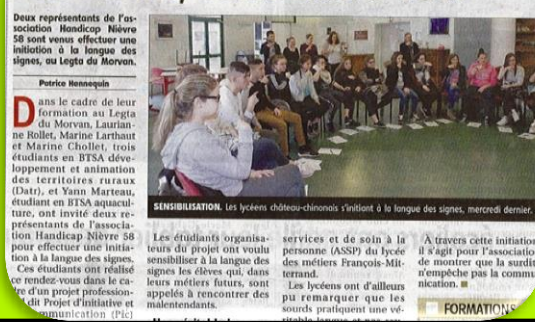 Deux représentants de l'as-
sociation Handicap Nièvre
58 sont venus effectuer une
initiation à la langue des
signes, au Legta du Morvan.
Patrice Hennequin
Dans le cadre de leur
formation au Legta
du Morvan, Laurian-
ne Rollet, Marine Larthaut
et Marine Chollet, trois
étudiants en BTSA déve-
loppement et animation
des territoires ruraux
(Datr), et Yann Marteau,
étudiant en BTSA aquacul-
ture, ont invité deux re-
présentants de l'associa-
tion Handicap Nièvre 58
pour effectuer une initia-
tion à la langue des signes.
Ces étudiants ont réalisé
ce rendez-vous dans le ca-
d'un projet profession-
dit Projet d'initiative et
mmunication (Pic)
SENSIBILISATION. Les lycéens château-chinonais s'initiant à la langue des signes, mercredi dernier.
Les étudiants organisa-
teurs du projet ont voulu
sensibiliser à la langue des
signes les élèves qui, dans
leurs métiers futurs, sont
appelés à rencontrer des
malentendants.
services et de soin à la
personne (ASSP) du lycée
des métiers François-Mit-
terrand.
Les lycéens ont d'ailleurs
pu remarquer que les
sourds pratiquent une vé-
A travers cette initiation
il s'agit pour l'associatio
de montrer que la surdit
n'empêche pas la commu
nication.
FORMATIONS